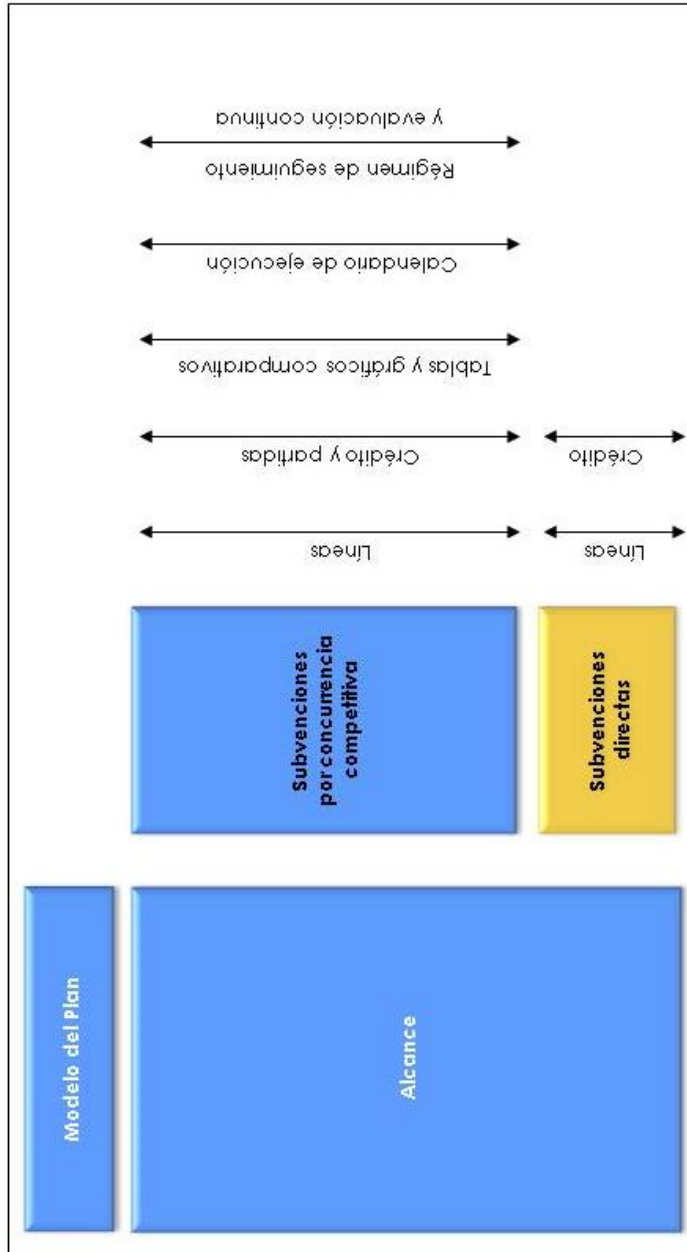 Modelo del Plan
Alcance
Subvenciones
por concurrencia
competitiva
Subvenciones
directas
Líneas
Crédito y partidas
Tablas y gráficos comparativos
Calendario de ejecución
Régimen de seguimiento
y evaluación continua
Líneas
Crédito